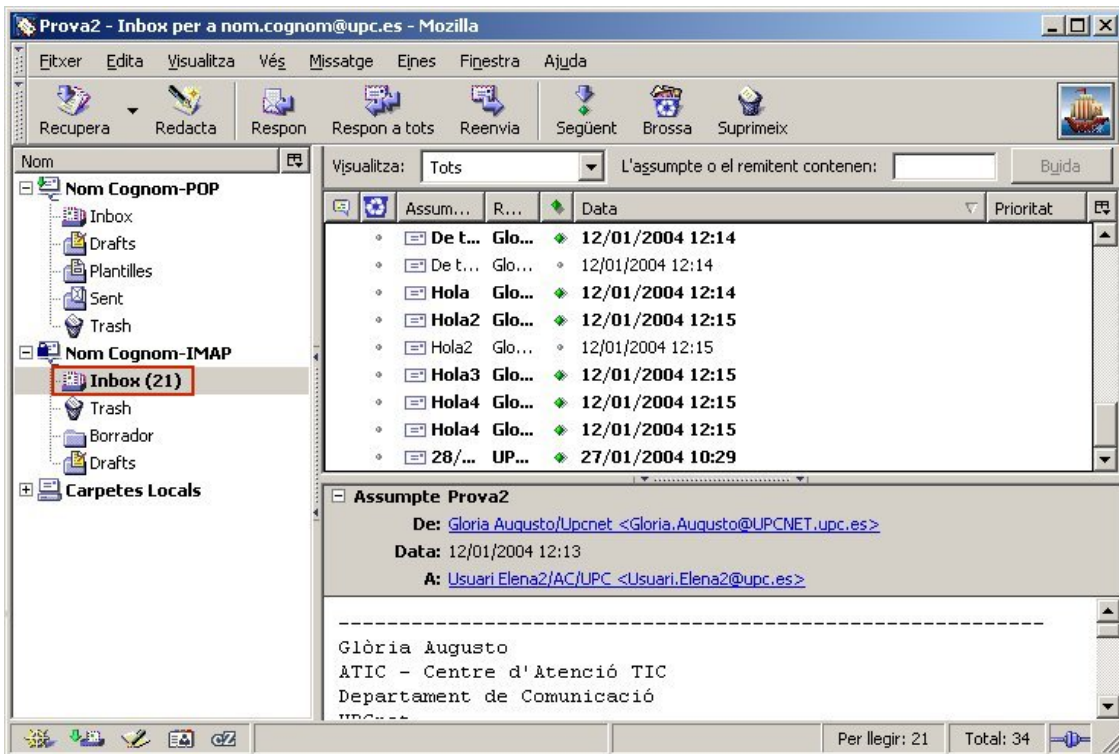 Prova2 - Inbox per a nom.cognom@upc.es - Mozilla
Fitxer Edita Visualitza Vés Missatge Eines Finestra Ajuda
Recupera Redacta Respon Respon a tots Reenvia Següent Brossa Suprimeix
Nom
Nom Cognom-POP
Inbox
Drafts
Plantilles
Sent
Trash
Nom Cognom-IMAP
Inbox (21)
Trash
Borrador
Drafts
Carpetes Locals
Visualitza: Tots L'assumpte o el remitent contenen: Buida
Assum... R... Data Prioritat
De t... Glo... 12/01/2004 12:14
De t... Glo... 12/01/2004 12:14
Hola Glo... 12/01/2004 12:14
Hola2 Glo... 12/01/2004 12:15
Hola2 Glo... 12/01/2004 12:15
Hola3 Glo... 12/01/2004 12:15
Hola4 Glo... 12/01/2004 12:15
Hola4 Glo... 12/01/2004 12:15
28/... UP... 27/01/2004 10:29
Assumpte Prova2
De: Gloria Augusto/Upcnet <Gloria.Augusto@UPCNET.upc.es>
Data: 12/01/2004 12:13
A: Usuari Elena2/AC/UPC <Usuari.Elena2@upc.es>
Glòria Augusto
ATIC - Centre d'Atenció TIC
Departament de Comunicació
Per llegir: 21 Total: 34